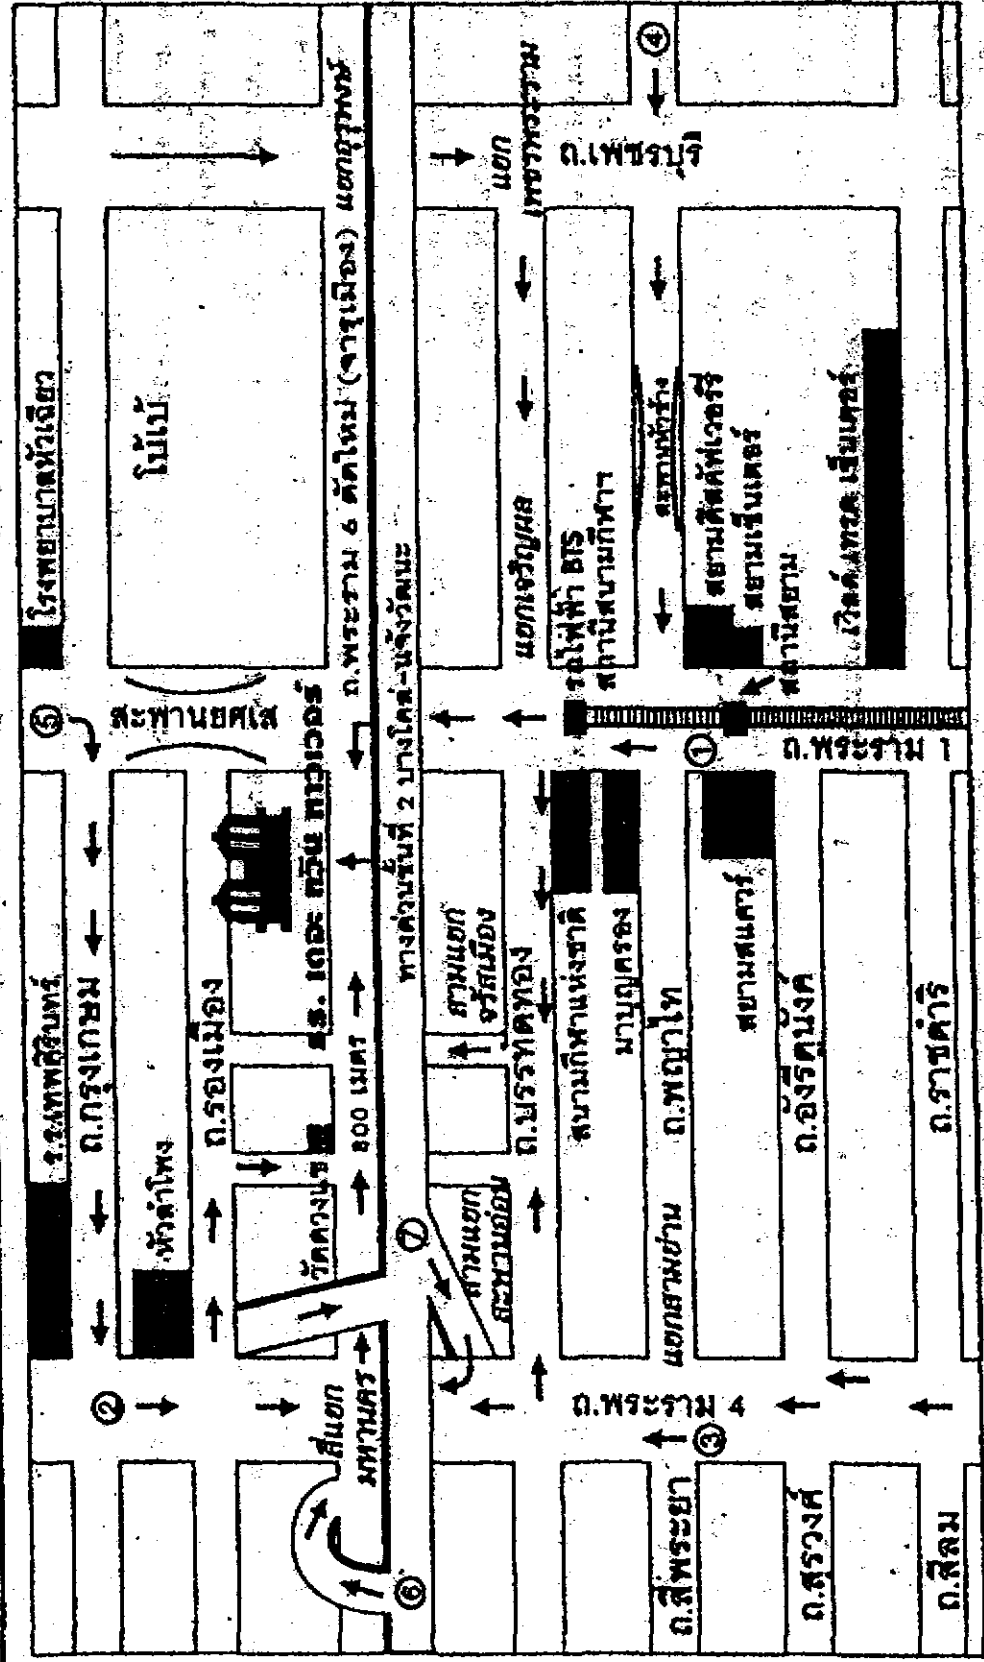 ④
แยกอุรุพงษ์
แยก
เพชรพระราม
ถ.เพชรบุรี
โรงพยาบาลหัวเฉียว
โบ๊เบ๊
ถ.พระราม 6 ตัดใหม่ (จารุเมือง)
ทางด่วนขั้นที่ 2 บางโคล่-แจ้งวัฒนะ
แยกเจริญผล
รถไฟฟ้า BTS
สถานีสนามกีฬาฯ
สะพานหัวช้าง
สยามดิสคัฟเวอรี่
สยามเซ็นเตอร์
สถานีสยาม
เวิลด์ เทรด เซ็นเตอร์
⑤
สะพานยศเส
①
ถ.พระราม 1
ร.ร.เทพศิรินทร์
ถ.กรุงเกษม
หัวลำโพง
ถ.รองเมือง
ร.ร. เดอะ ทวิน ทาวเวอร์
วัดดวงแข
800 เมตร
สามแยก
จรัสเมือง
ถ.บรรทัดทอง
สนามกีฬาแห่งชาติ
มาบุญครอง
ถ.พญาไท
สยามสแควร์
ถ.อังรีดูนังต์
ถ.ราชดำริ
⑦
สามแยก
สะพานอ่อน
แยกสามย่าน
②
สี่แยก
มหานคร
ถ.พระราม 4
③
⑥
ถ.สี่พระยา
ถ.สุรวงศ์
ถ.สีลม